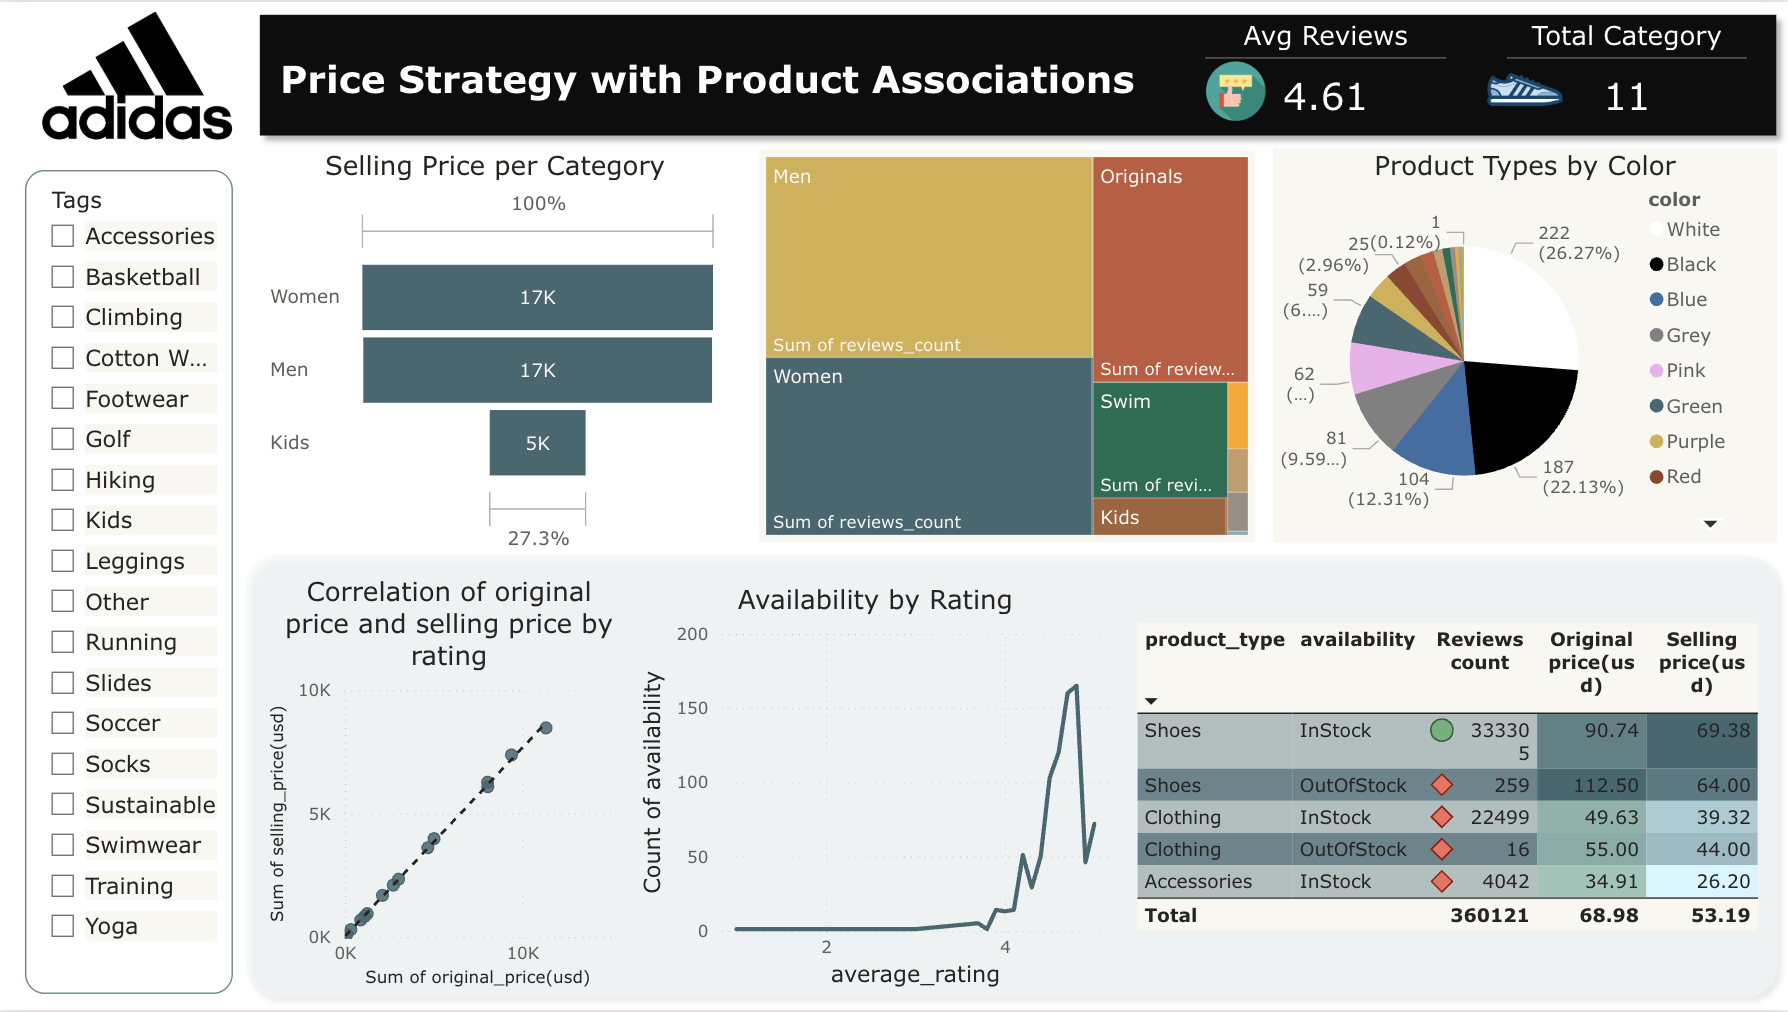 adidas
Price Strategy with Product Associations
Avg Reviews
4.61
Total Category
11
Tags
Accessories
Basketball
Climbing
Cotton W...
Footwear
Golf
Hiking
Kids
Leggings
Other
Running
Slides
Soccer
Socks
Sustainable
Swimwear
Training
Yoga
Selling Price per Category
100%
Women 17K
Men 17K
Kids 5K
27.3%
Men
Sum of reviews_count
Women
Sum of reviews_count
Originals
Sum of review...
Swim
Sum of revi...
Kids
Product Types by Color
1
(0.12%)
25
(2.96%)
59
(6....)
62
(...)
81
(9.59...)
104
(12.31%)
187
(22.13%)
222
(26.27%)
color
White
Black
Blue
Grey
Pink
Green
Purple
Red
Correlation of original
price and selling price by
rating
Sum of selling_price(usd)
10K
5K
0K
0K 10K
Sum of original_price(usd)
Availability by Rating
Count of availability
200
150
100
50
0
2 4
average_rating
product_type availability Reviews count Original price(us d) Selling price(us d)
Shoes InStock 33330 5 90.74 69.38
Shoes OutOfStock 259 112.50 64.00
Clothing InStock 22499 49.63 39.32
Clothing OutOfStock 16 55.00 44.00
Accessories InStock 4042 34.91 26.20
Total 360121 68.98 53.19